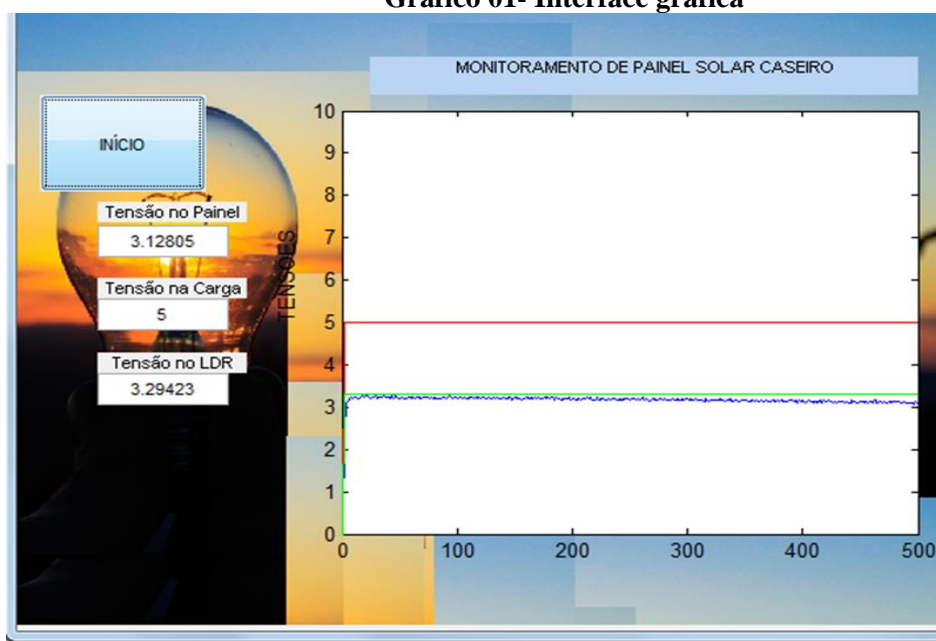 Gráfico 01- Interface gráfica
MONITORAMENTO DE PAINEL SOLAR CASEIRO
INÍCIO
Tensão no Painel
3.12805
Tensão na Carga
5
Tensão no LDR
3.29423
TENSOES
10
9
8
7
6
5
4
3
2
1
0
0 100 200 300 400 500